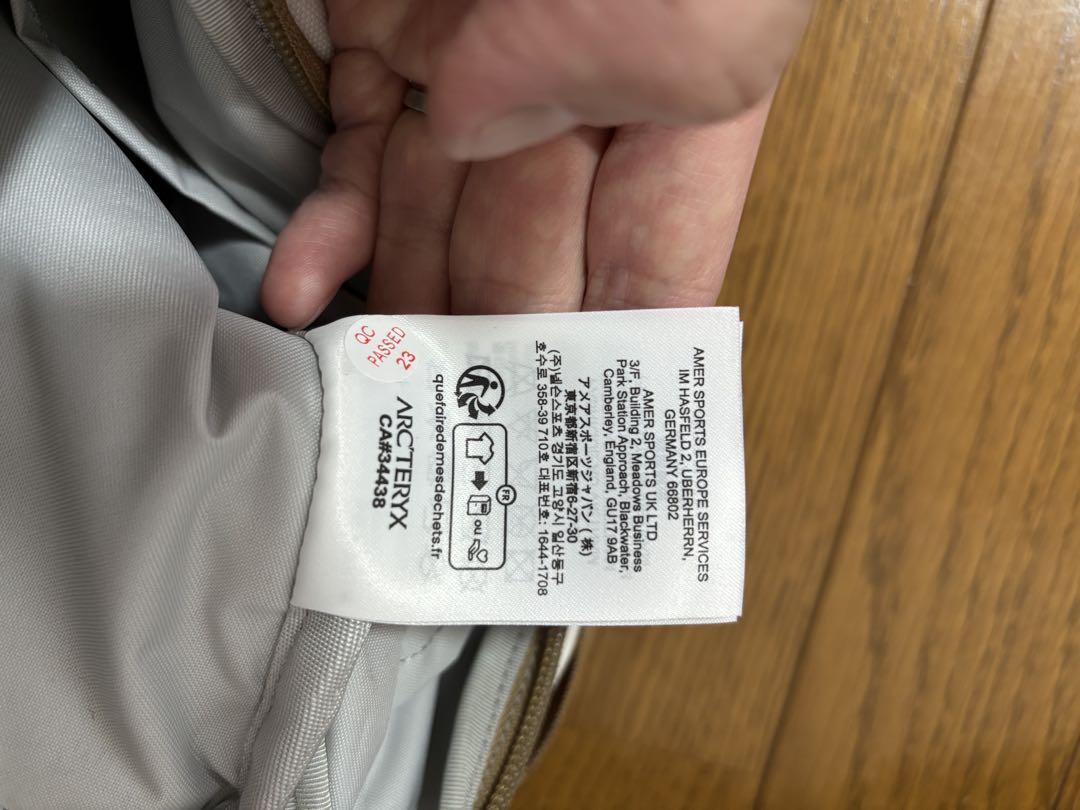 AMER SPORTS EUROPE SERVICES
IM HASFELD 2, UBERHERRN,
GERMANY 66802
AMER SPORTS UK LTD
3/F, Building 2, Meadows Business
Park Station Approach, Blackwater,
Camberley, England, GU17 9AB
アメアスポーツジャパン(株)
東京都新宿区新宿6-27-30
(주)넬슨스포츠 경기도 고양시 일산동구
호수로 358-39 710호 대표번호: 1644-1708
FR
OU
quefairedemesdechets.fr
ARC'TERYX
CA#34438
QC
PASSED
23